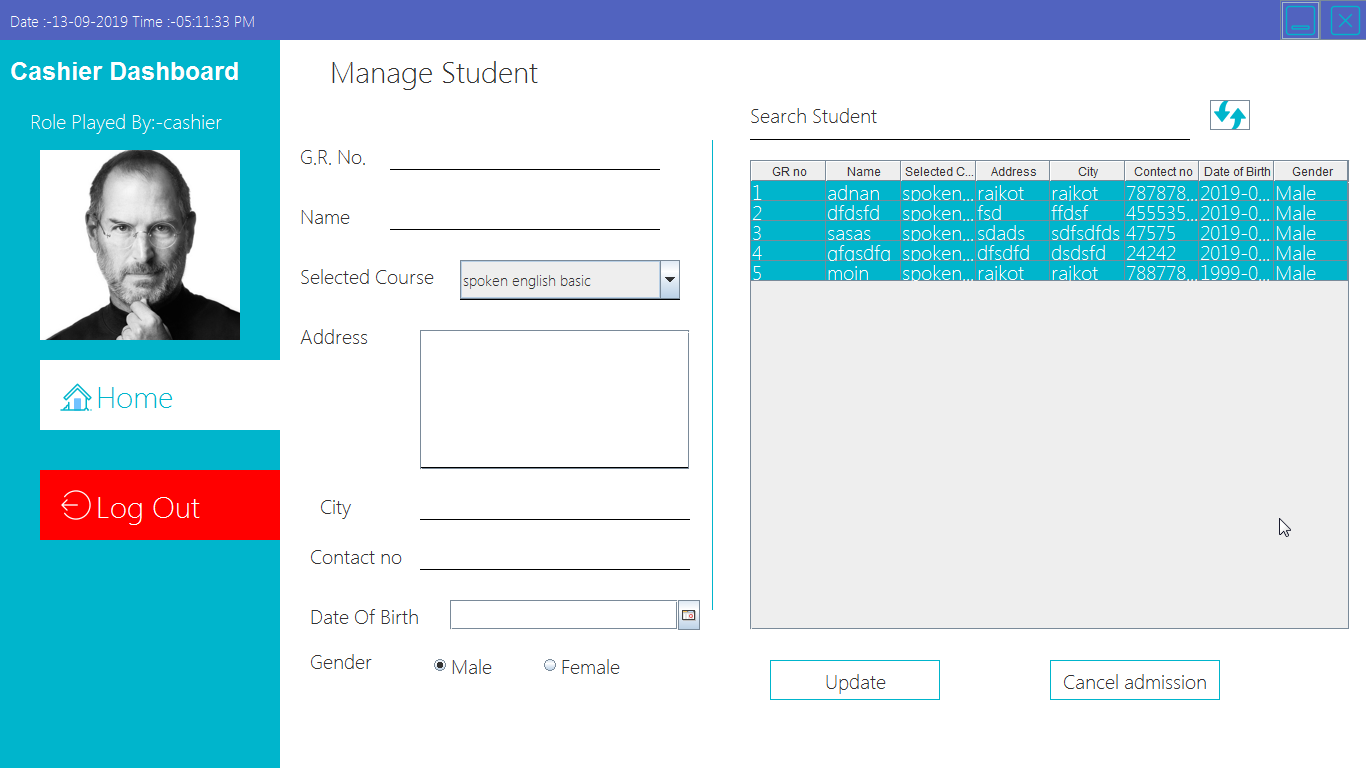 Date :-13-09-2019 Time :-05:11:33 PM
Cashier Dashboard
Role Played By:-cashier
Home
Log Out
Manage Student
G.R. No.
Name
Selected Course
spoken english basic
Address
City
Contact no
Date Of Birth
Gender
Male
Female
Search Student
GR no Name Selected C... Address City Contect no Date of Birth Gender
1 adnan spoken... rajkot rajkot 787878... 2019-0... Male
2 dfdsfd spoken... fsd ffdsf 455535... 2019-0... Male
3 sasas spoken... sdads sdfsdfds 47575 2019-0... Male
4 spoken... dfsdfd dsdsfd 24242 2019-0... Male
5 moin spoken... rajkot rajkot 788778... 1999-0... Male
Update
Cancel admission